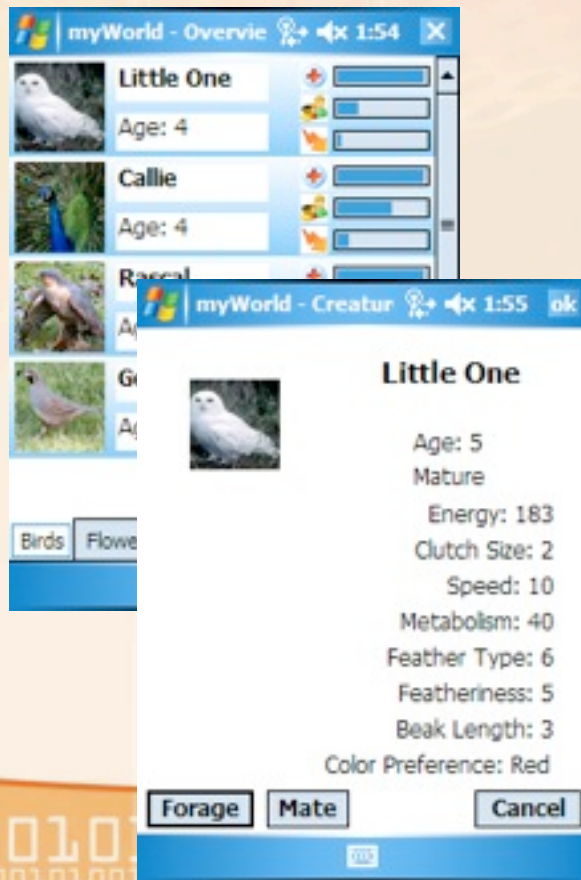 myWorld - Overvie 1:54
Little One
Age: 4
Callie
Age: 4
Rascal
Birds
myWorld - Creatur 1:55 ok
Little One
Age: 5
Mature
Energy: 183
Clutch Size: 2
Speed: 10
Metabolism: 40
Feather Type: 6
Featheriness: 5
Beak Length: 3
Color Preference: Red
Forage Mate Cancel